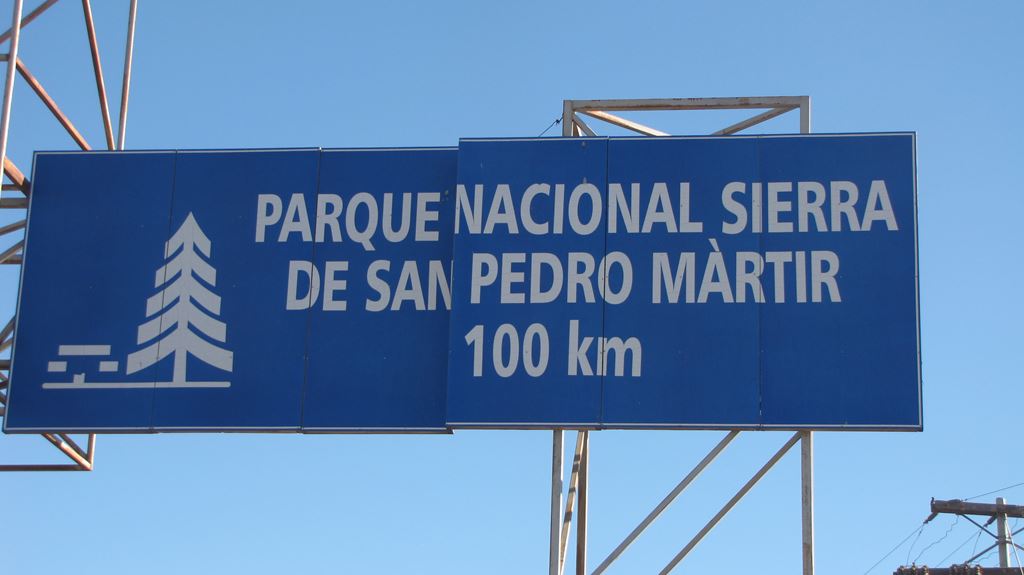 PARQUE NACIONAL SIERRA
DE SAN PEDRO MÀRTIR
100 km